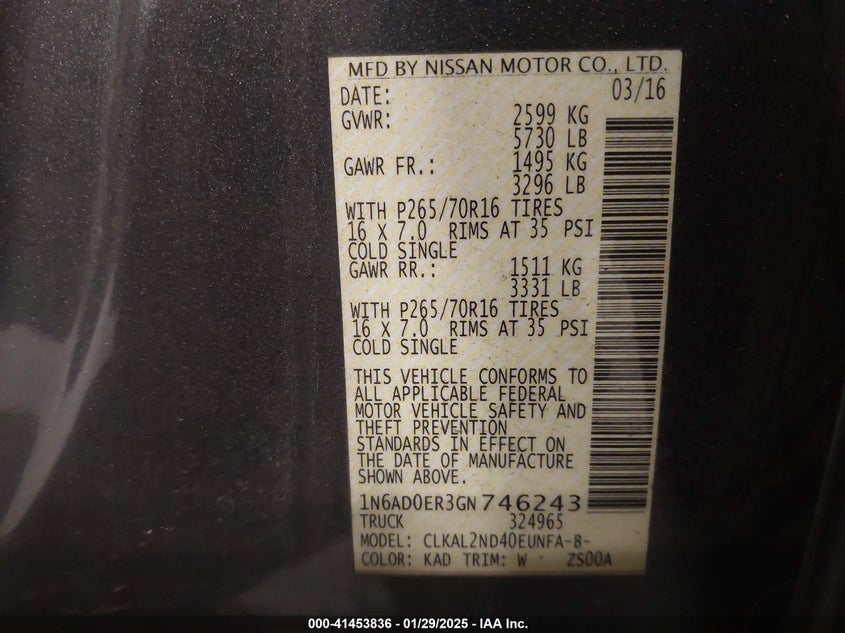 MFD BY NISSAN MOTOR CO., LTD.
DATE: 03/16
GVWR: 2599 KG
5730 LB
GAWR FR.: 1495 KG
3296 LB
WITH P265/70R16 TIRES
16 X 7.0 RIMS AT 35 PSI
COLD SINGLE
GAWR RR.: 1511 KG
3331 LB
WITH P265/70R16 TIRES
16 X 7.0 RIMS AT 35 PSI
COLD SINGLE
THIS VEHICLE CONFORMS TO
ALL APPLICABLE FEDERAL
MOTOR VEHICLE SAFETY AND
THEFT PREVENTION
STANDARDS IN EFFECT ON
THE DATE OF MANUFACTURE
SHOWN ABOVE.
1N6AD0ER3GN746243
TRUCK 324965
MODEL: CLKAL2ND40EUNFA-B-
COLOR: KAD TRIM: W ZS00A
000-41453836 - 01/29/2025 - IAA Inc.